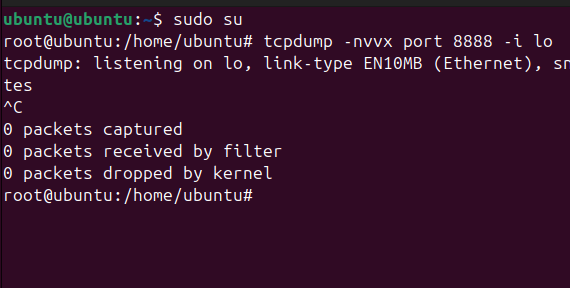 ubuntu@ubuntu:~$ sudo su
root@ubuntu:/home/ubuntu# tcpdump -nvvx port 8888 -i lo
tcpdump: listening on lo, link-type EN10MB (Ethernet), sn
tes
^C
0 packets captured
0 packets received by filter
0 packets dropped by kernel
root@ubuntu:/home/ubuntu#